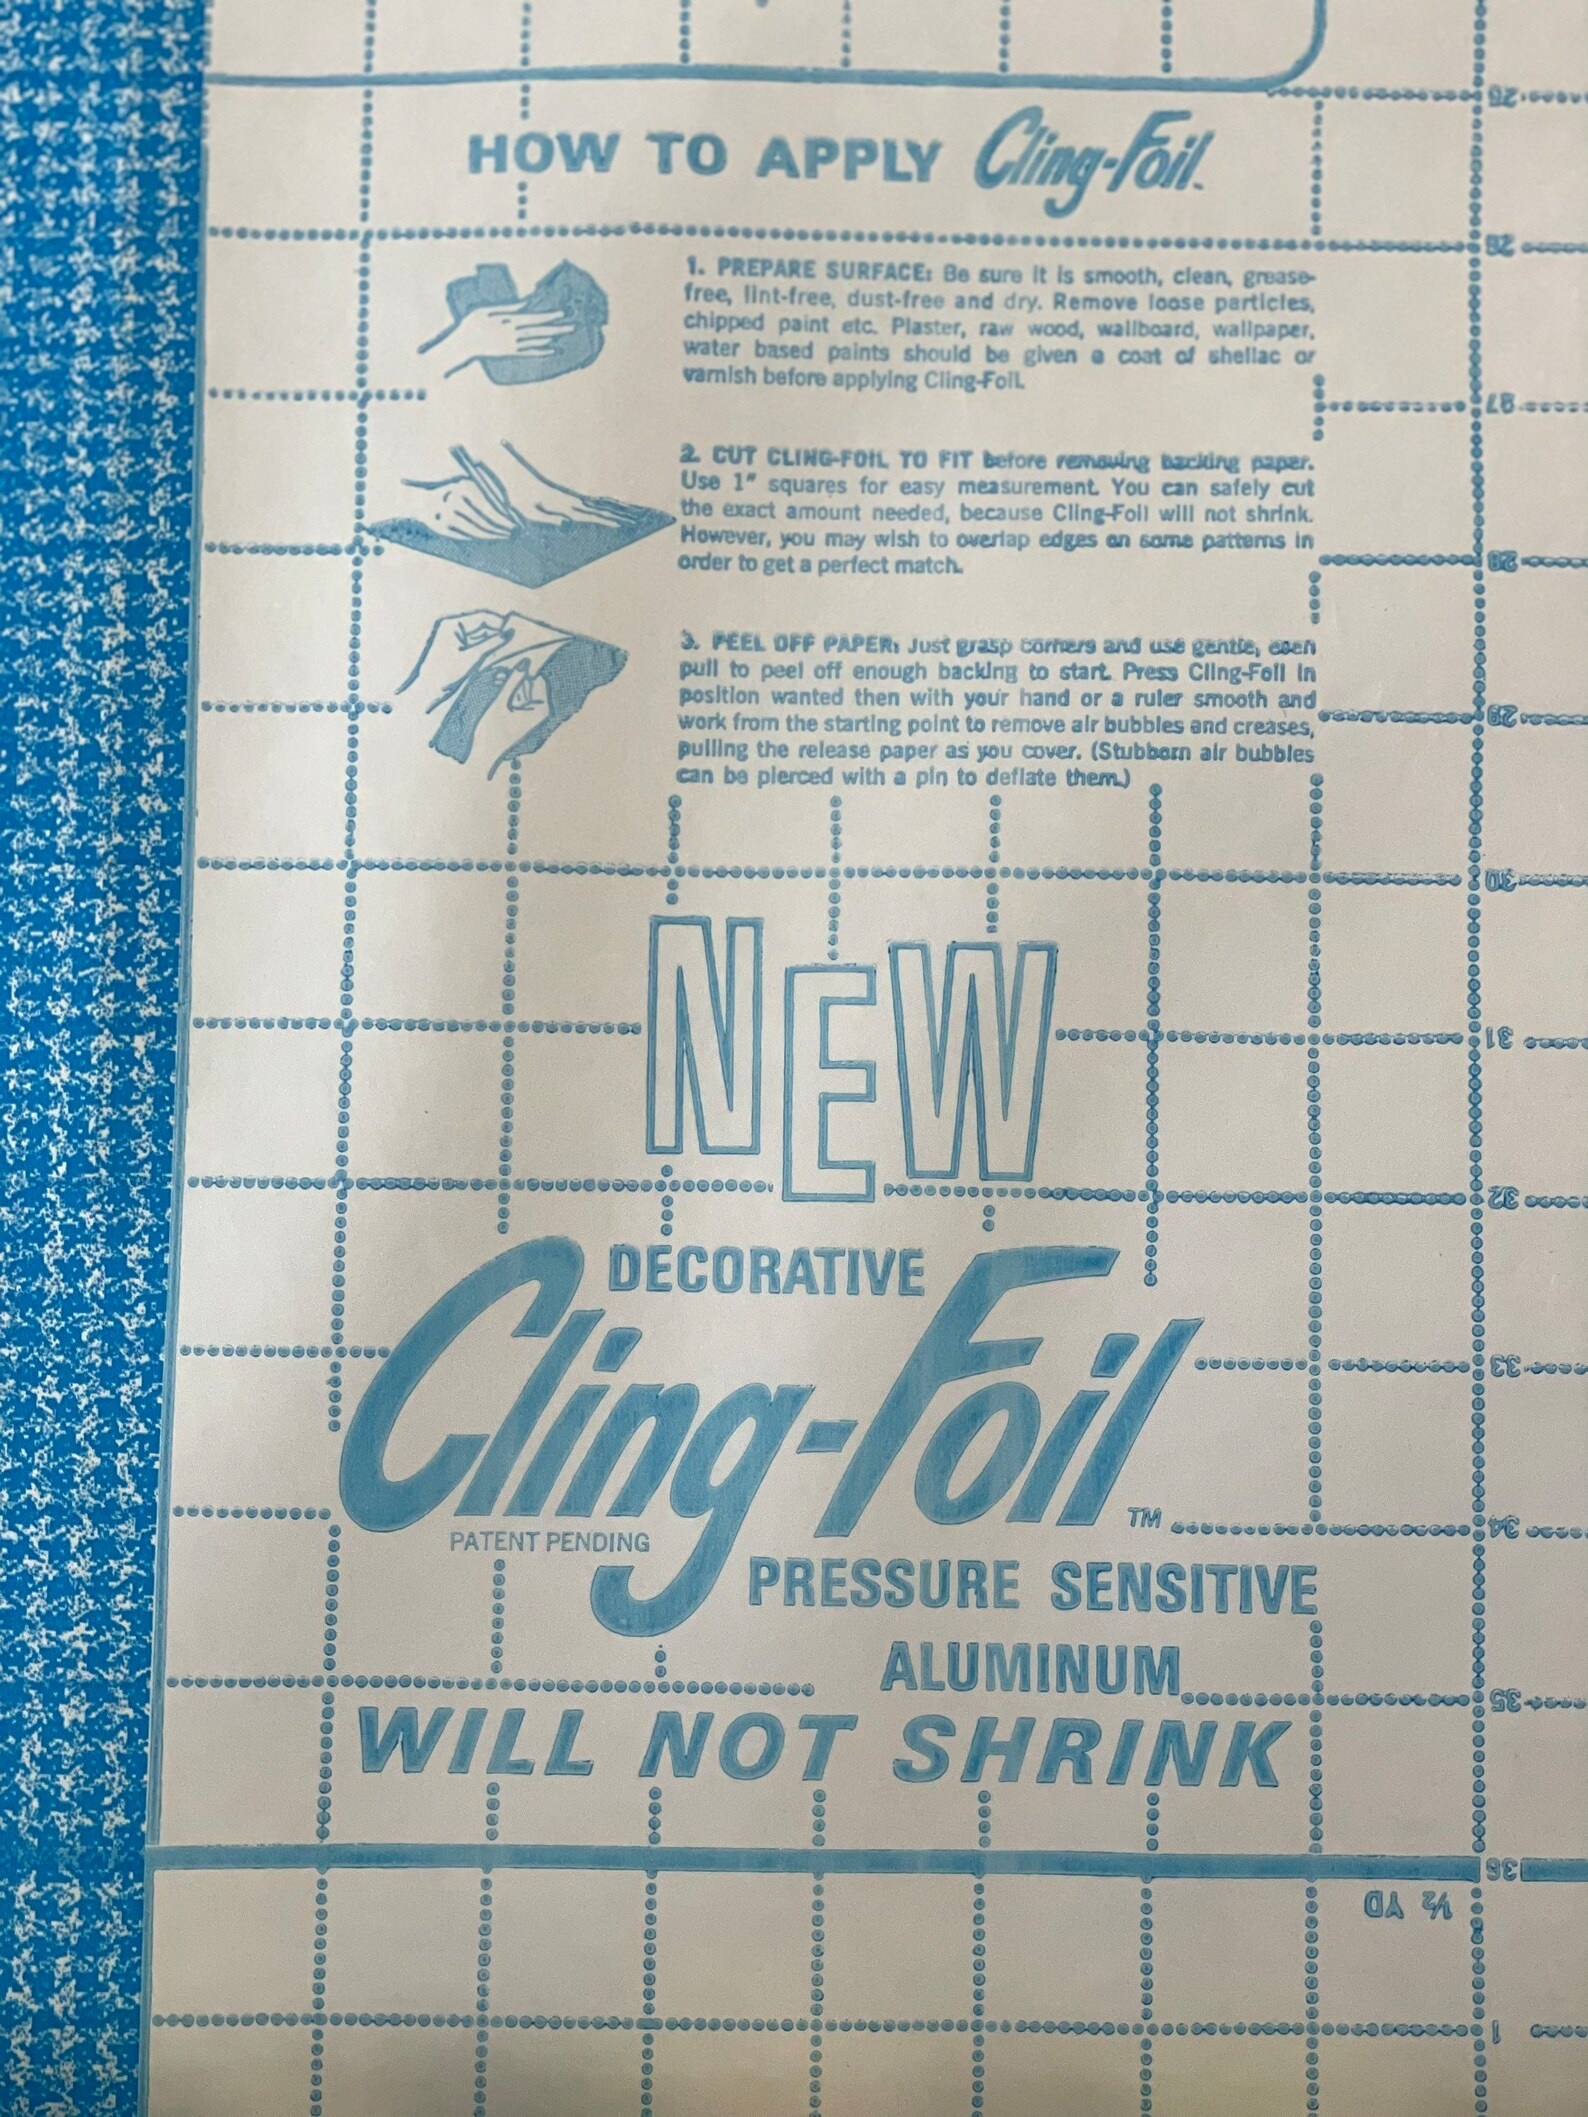 25
HOW TO APPLY Cling-Foil™
26
1. PREPARE SURFACE: Be sure it is smooth, clean, grease-
free, lint-free, dust-free and dry. Remove loose particles,
chipped paint etc. Plaster, raw wood, wallboard, wallpaper,
water based paints should be given a coat of shellac or
varnish before applying Cling-Foil.
27
2. CUT CLING-FOIL TO FIT before removing backing paper.
Use 1" squares for easy measurement. You can safely cut
the exact amount needed, because Cling-Foil will not shrink.
However, you may wish to overlap edges on some patterns in
order to get a perfect match.
28
3. PEEL OFF PAPER: Just grasp corners and use gentle, even
pull to peel off enough backing to start. Press Cling-Foil in
position wanted then with your hand or a ruler smooth and
29
work from the starting point to remove air bubbles and creases,
pulling the release paper as you cover. (Stubborn air bubbles
can be pierced with a pin to deflate them.)
30
NEW
31
32
DECORATIVE
Cling-Foil™
33
34
PATENT PENDING
PRESSURE SENSITIVE
ALUMINUM
35
WILL NOT SHRINK
36
½ YD
1